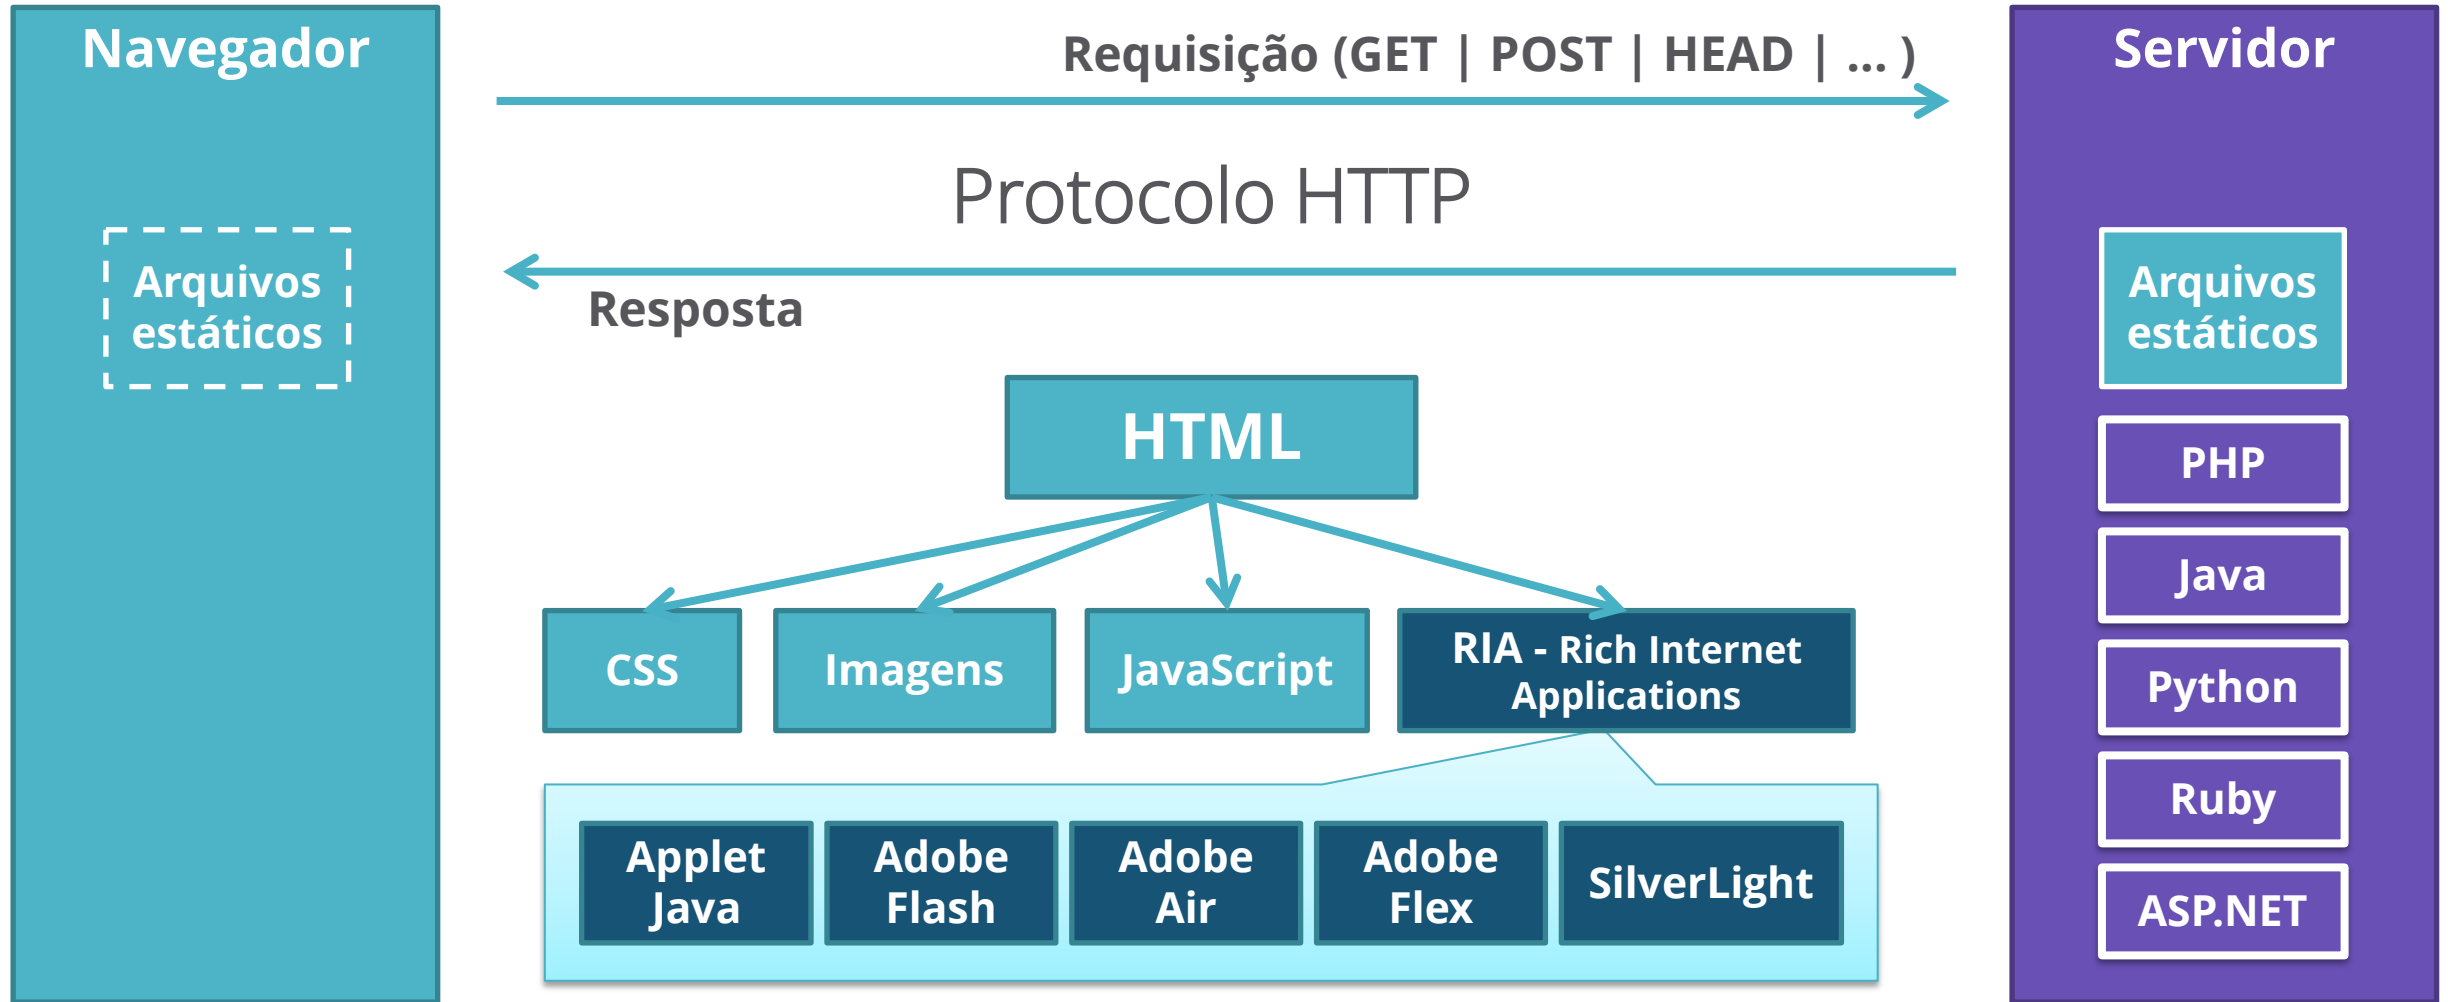 Navegador
Arquivos
estáticos
Requisição (GET | POST | HEAD | ... )
Protocolo HTTP
Resposta
HTML
CSS
Imagens
JavaScript
RIA - Rich Internet
Applications
Applet
Java
Adobe
Flash
Adobe
Air
Adobe
Flex
SilverLight
Servidor
Arquivos
estáticos
PHP
Java
Python
Ruby
ASP.NET